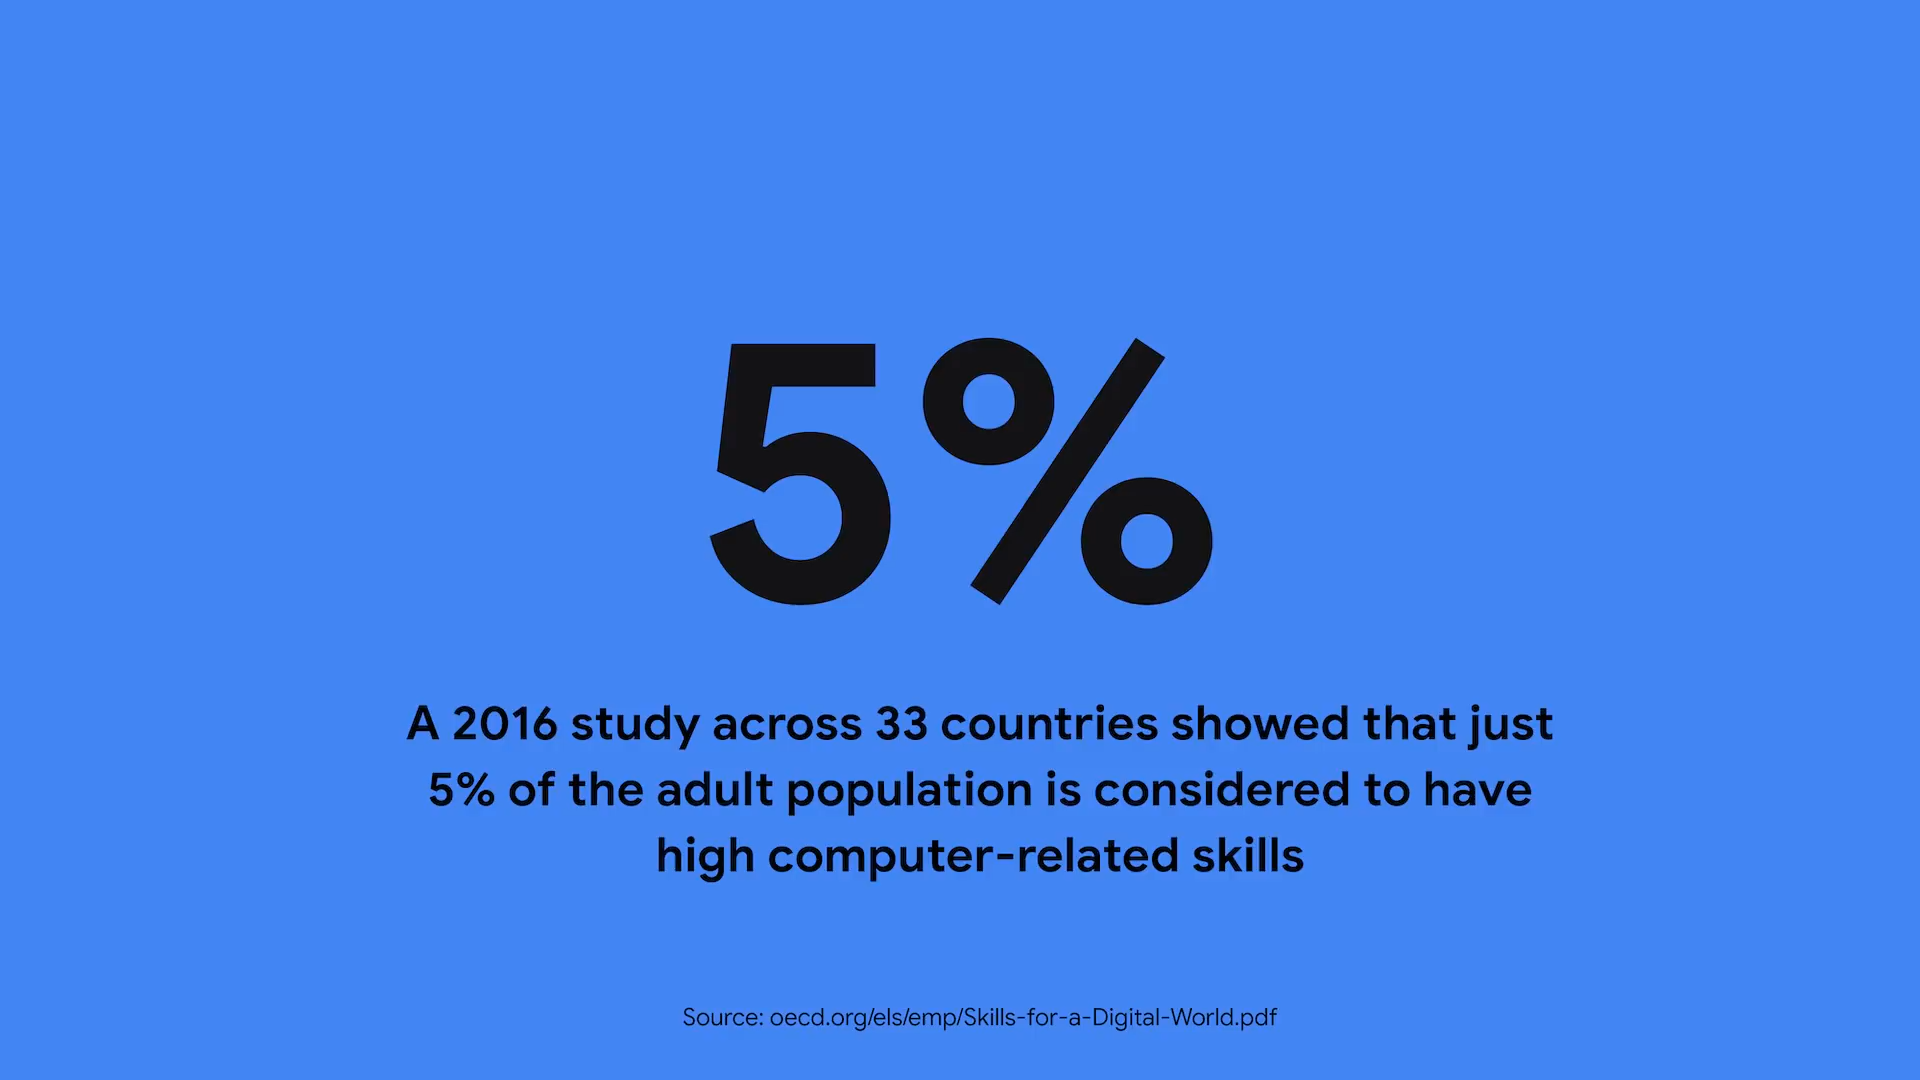 5%
A 2016 study across 33 countries showed that just
5% of the adult population is considered to have
high computer-related skills
Source: oecd.org/els/emp/Skills-for-a-Digital-World.pdf